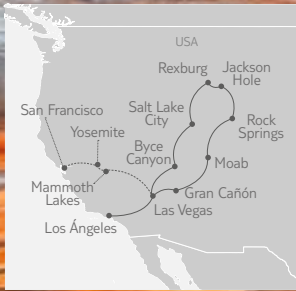 USA
Rexburg
Jackson
Hole
San Francisco
Salt Lake
City
Rock
Springs
Yosemite
Byce
Canyon
Moab
Mammoth
Lakes
Gran Cañón
Las Vegas
Los Ángeles